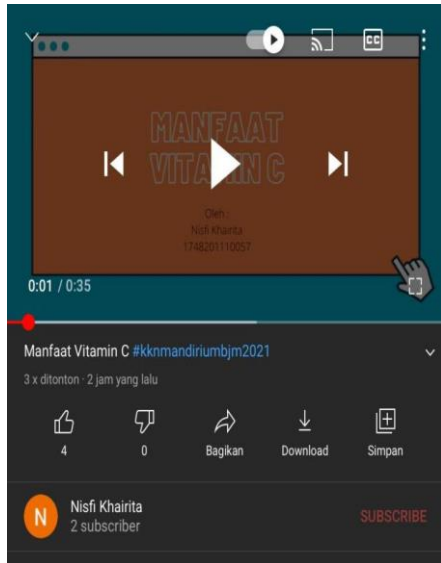 CC
MANFAAT
VITAMIN C
Oleh :
Nisfi Khairita
1748201110057
0:01 / 0:35
Manfaat Vitamin C #kknmandiriumbjm2021
3 x ditonton · 2 jam yang lalu
4 0 Bagikan Download Simpan
N Nisfi Khairita
2 subscriber
SUBSCRIBE